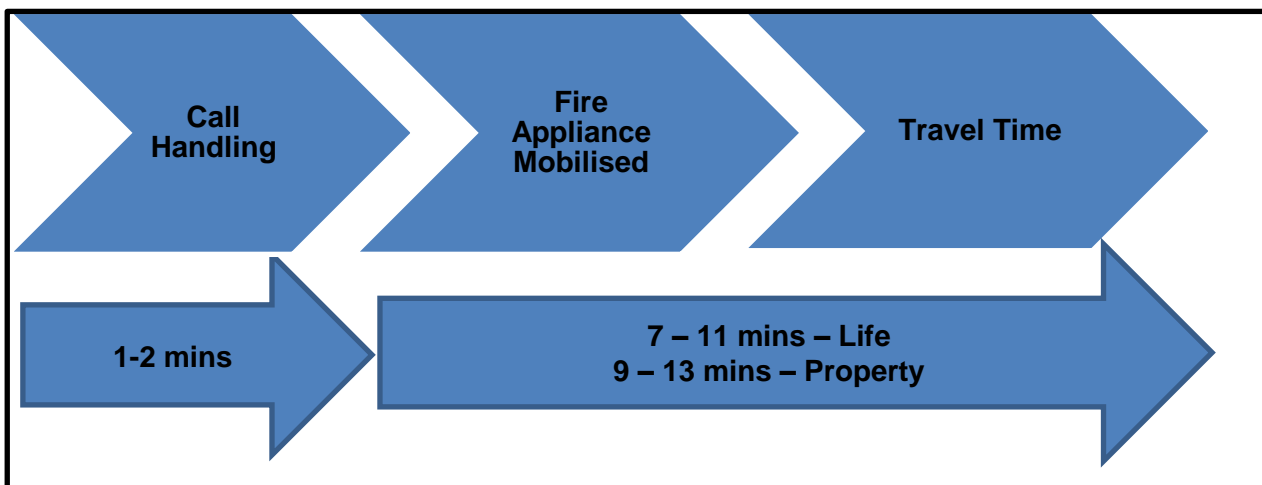 Call
Handling
Fire
Appliance
Mobilised
Travel Time
1-2 mins
7 – 11 mins – Life
9 – 13 mins – Property